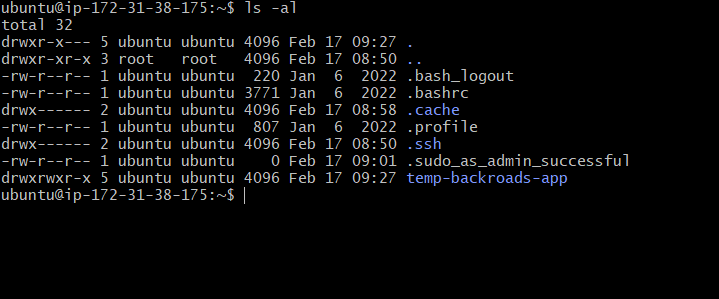 ubuntu@ip-172-31-38-175:~$ ls -al
total 32
drwxr-x--- 5 ubuntu ubuntu 4096 Feb 17 09:27 .
drwxr-xr-x 3 root   root   4096 Feb 17 08:50 ..
-rw-r--r-- 1 ubuntu ubuntu  220 Jan  6  2022 .bash_logout
-rw-r--r-- 1 ubuntu ubuntu 3771 Jan  6  2022 .bashrc
drwx------ 2 ubuntu ubuntu 4096 Feb 17 08:58 .cache
-rw-r--r-- 1 ubuntu ubuntu  807 Jan  6  2022 .profile
drwx------ 2 ubuntu ubuntu 4096 Feb 17 08:50 .ssh
-rw-r--r-- 1 ubuntu ubuntu    0 Feb 17 09:01 .sudo_as_admin_successful
drwxrwxr-x 5 ubuntu ubuntu 4096 Feb 17 09:27 temp-backroads-app
ubuntu@ip-172-31-38-175:~$